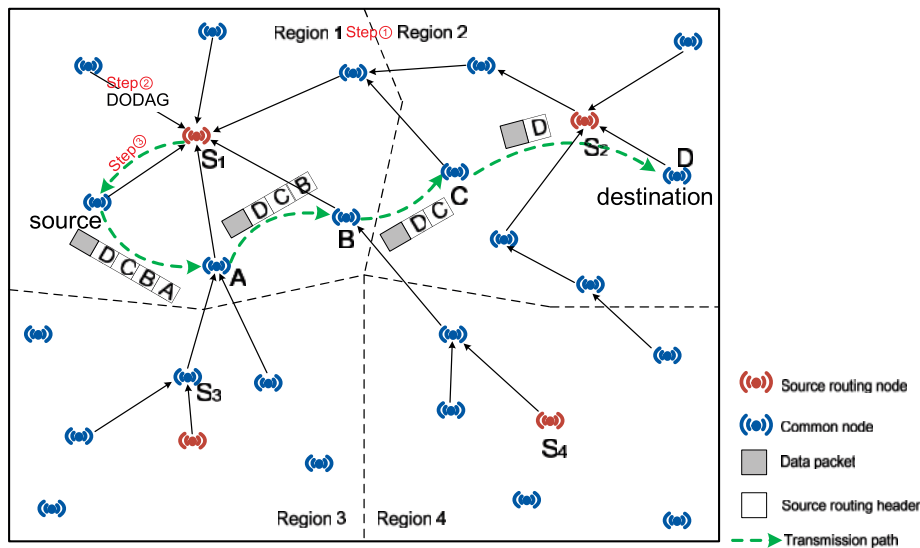 Region 1 Step① Region 2
Step②
DODAG
S1
Step③
source
D C B A
A
D C B
B
D C
C
D
S2
D
destination
S3
S4
Region 3 Region 4
Source routing node
Common node
Data packet
Source routing header
Transmission path